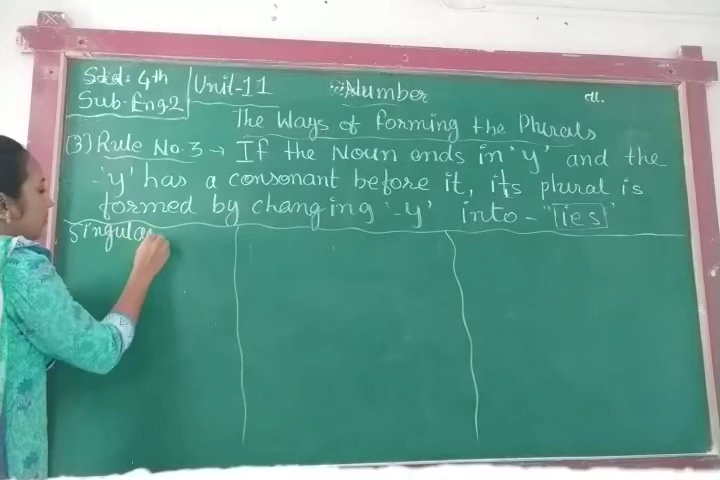 Std: 4th
Sub. Eng.2
Unit-11
Number
dt.
The Ways of forming the Plurals
(3) Rule No. 3 → If the Noun ends in 'y' and the
-'y' has a consonant before it, its plural is
formed by changing '-y' into - "ies"
Singular